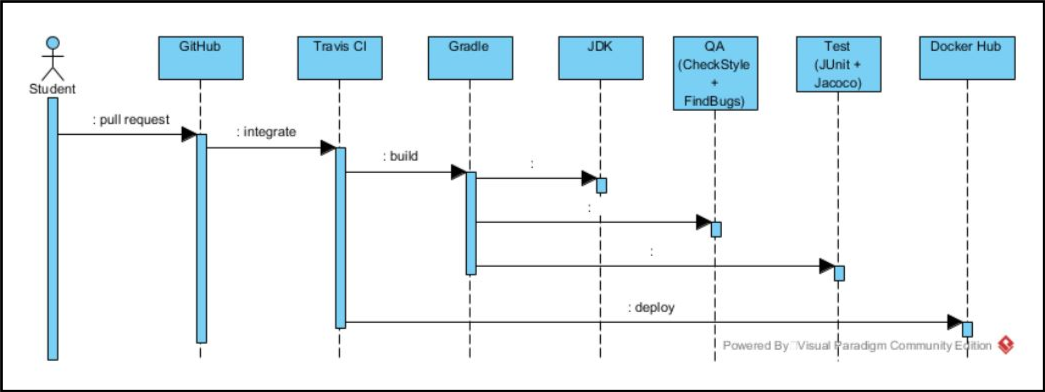 GitHub
Travis CI
Gradle
JDK
QA
(CheckStyle
+
FindBugs)
Test
(JUnit +
Jacoco)
Docker Hub
Student
: pull request
: integrate
: build
:
:
:
: deploy
Powered By Visual Paradigm Community Edition